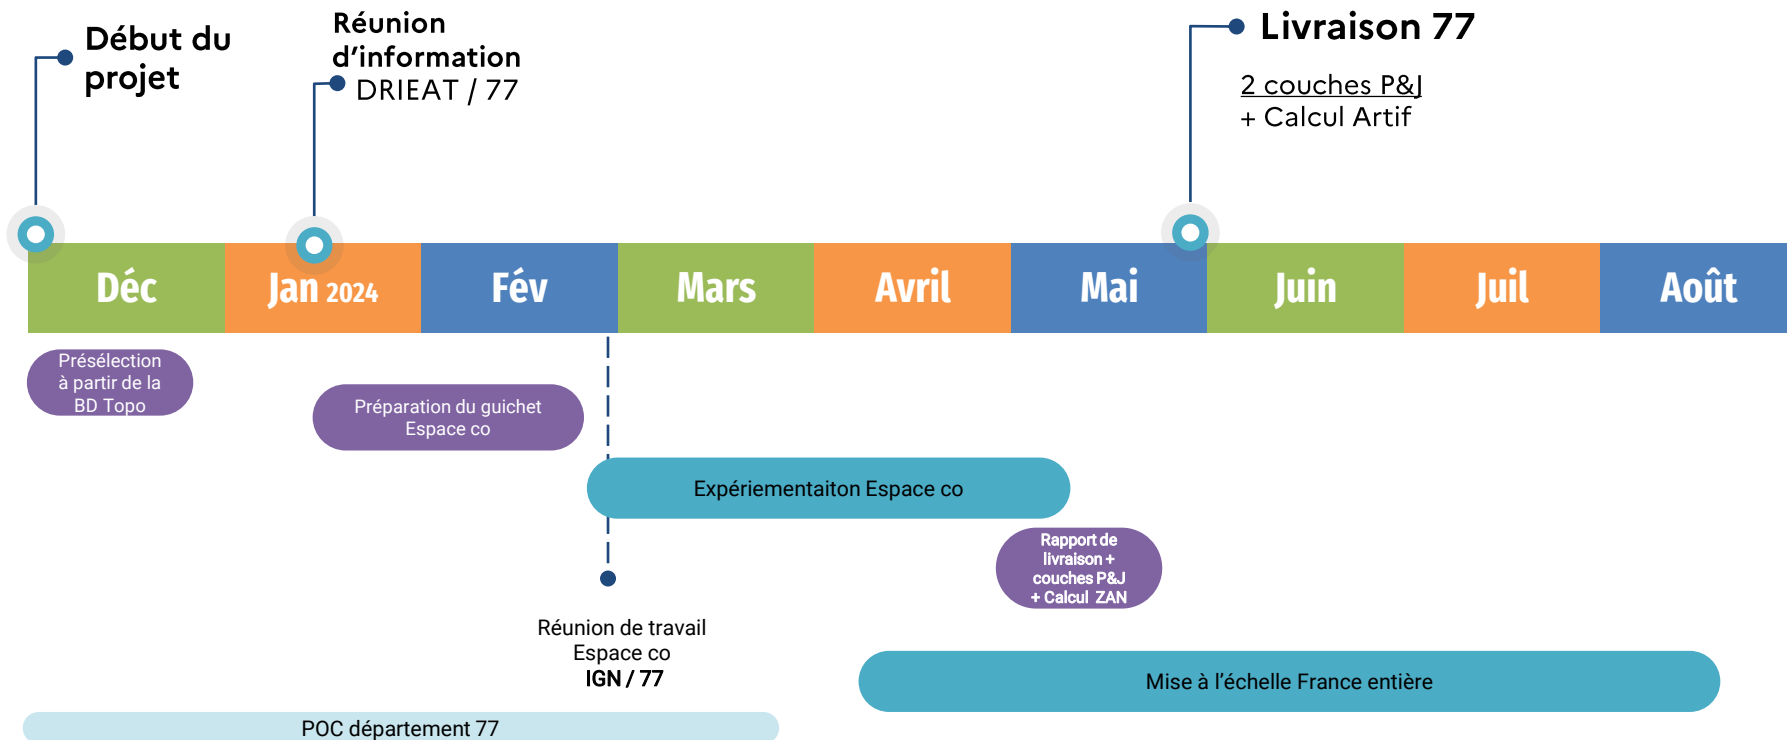 Début du
projet
Réunion
d'information
DRIEAT / 77
Livraison 77
2 couches P&J
+ Calcul Artif
Déc
Jan 2024
Fév
Mars
Avril
Mai
Juin
Juil
Août
Présélection
à partir de la
BD Topo
Préparation du guichet
Espace co
Expériementaiton Espace co
Rapport de
livraison +
couches P&J
+ Calcul ZAN
Réunion de travail
Espace co
IGN / 77
Mise à l'échelle France entière
POC département 77